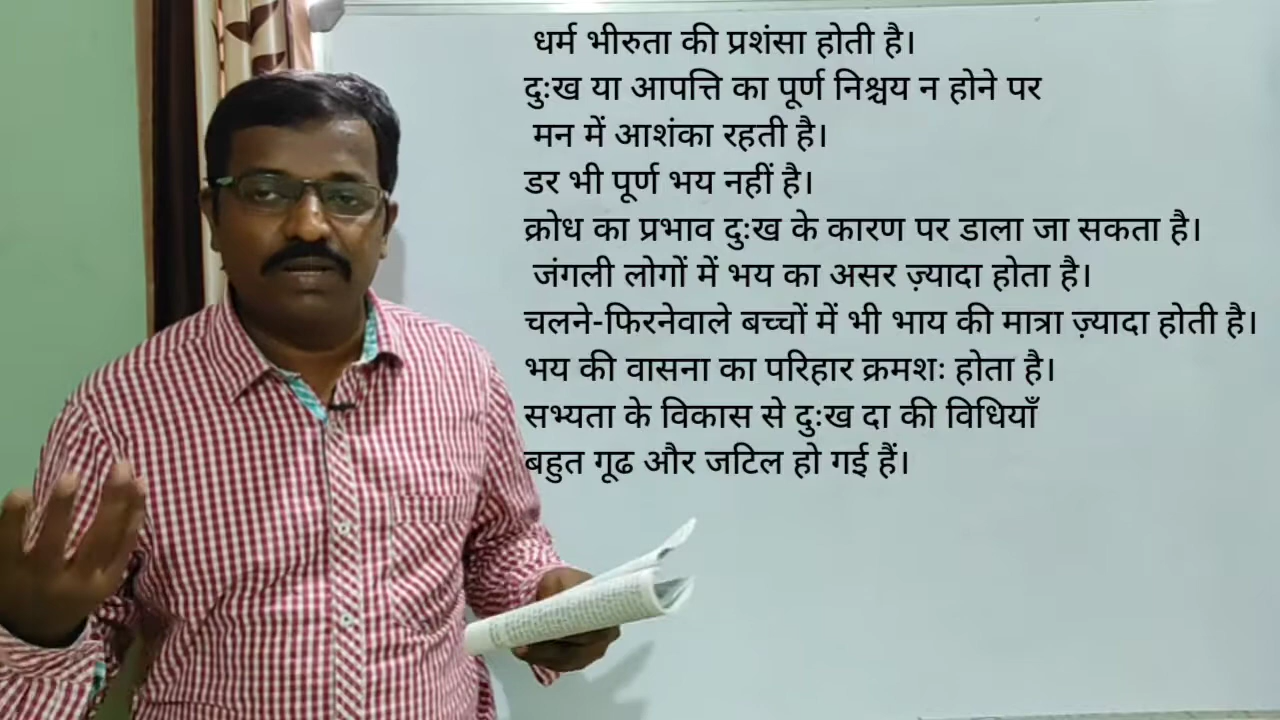 धर्म भीरुता की प्रशंसा होती है।
दुःख या आपत्ति का पूर्ण निश्चय न होने पर
मन में आशंका रहती है।
डर भी पूर्ण भय नहीं है।
क्रोध का प्रभाव दुःख के कारण पर डाला जा सकता है।
जंगली लोगों में भय का असर ज़्यादा होता है।
चलने-फिरनेवाले बच्चों में भी भाय की मात्रा ज़्यादा होती है।
भय की वासना का परिहार क्रमशः होता है।
सभ्यता के विकास से दुःख दा की विधियाँ
बहुत गूढ और जटिल हो गई हैं।